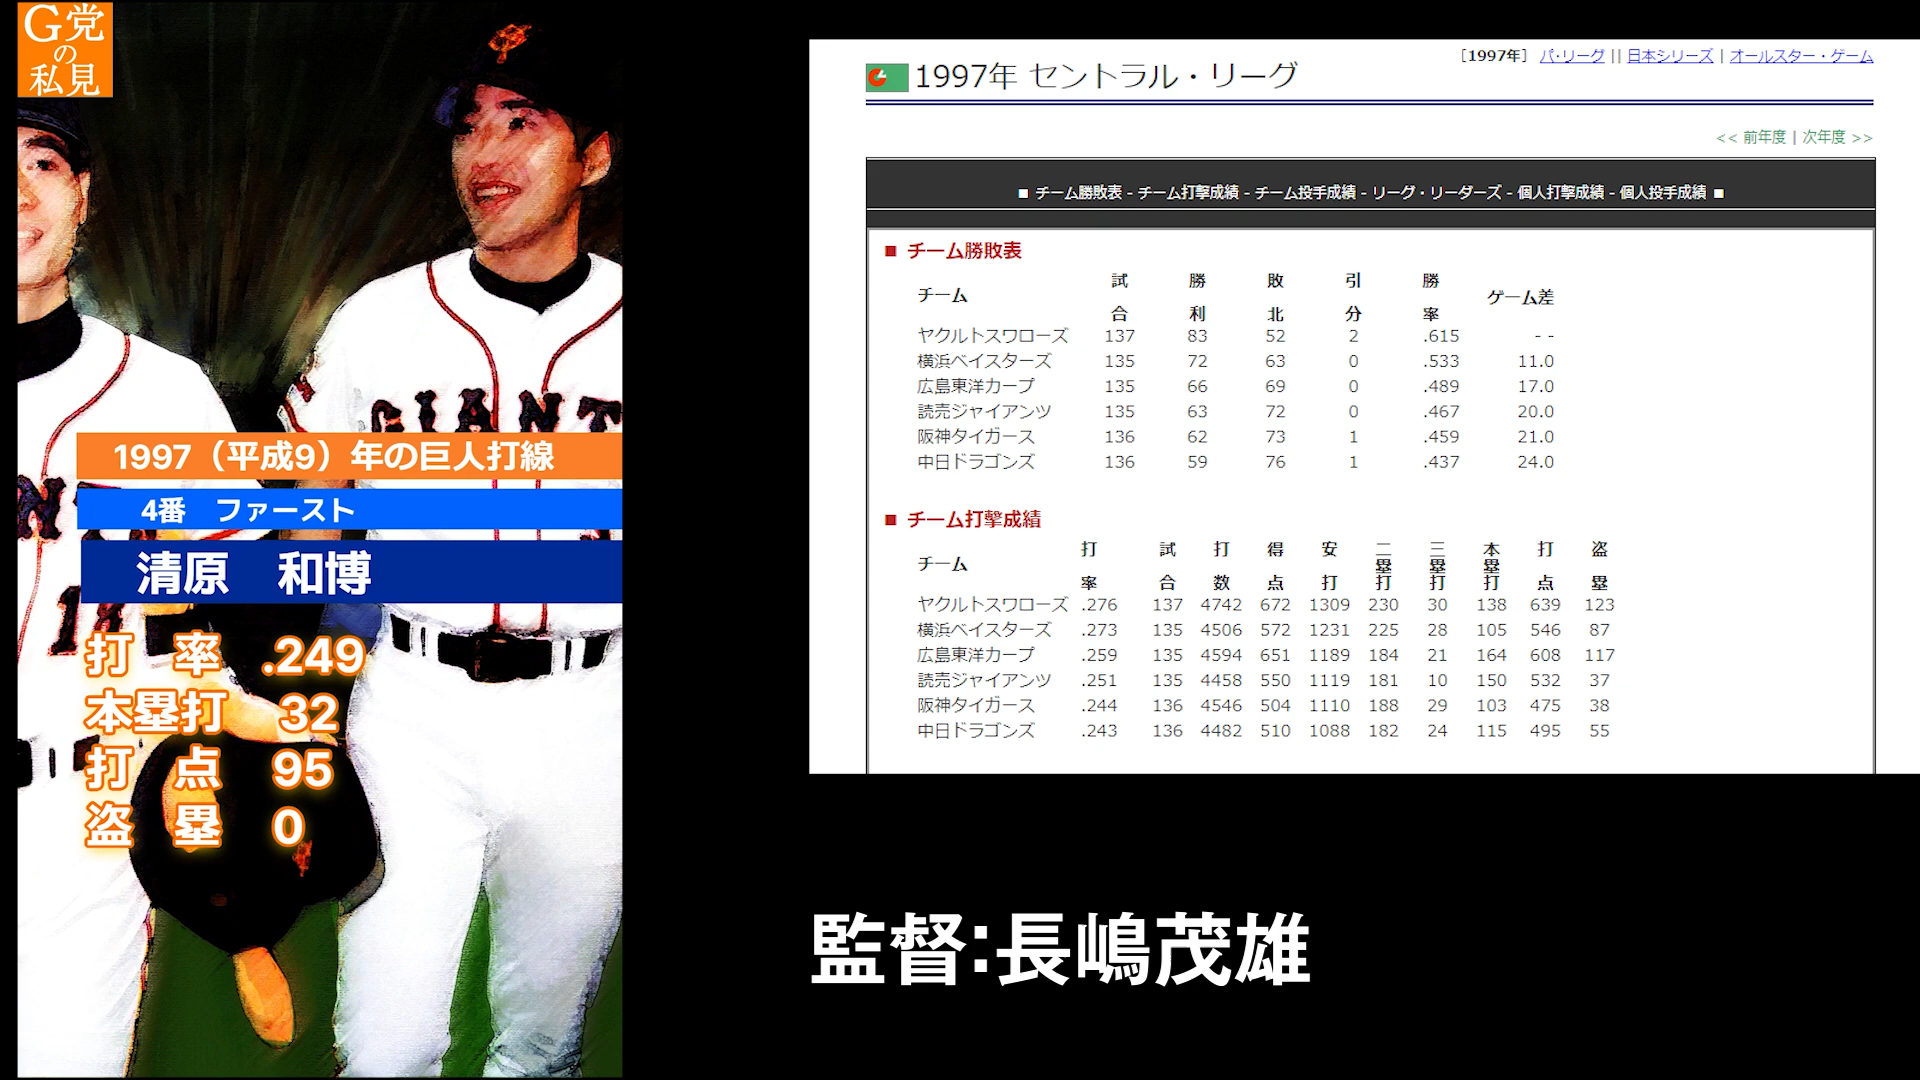 G党
の
私見
1997（平成9）年の巨人打線
4番　ファースト
清原　和博
打　率　.249
本塁打　32
打　点　95
盗　塁　0
GIANT
［1997年］ パ・リーグ || 日本シリーズ | オールスター・ゲーム
1997年 セントラル・リーグ
<< 前年度 | 次年度 >>
■ チーム勝敗表 - チーム打撃成績 - チーム投手成績 - リーグ・リーダーズ - 個人打撃成績 - 個人投手成績 ■
■ チーム勝敗表
チーム 試合 勝利 敗北 引分 勝率 ゲーム差
ヤクルトスワローズ 137 83 52 2 .615 - -
横浜ベイスターズ 135 72 63 0 .533 11.0
広島東洋カープ 135 66 69 0 .489 17.0
読売ジャイアンツ 135 63 72 0 .467 20.0
阪神タイガース 136 62 73 1 .459 21.0
中日ドラゴンズ 136 59 76 1 .437 24.0
■ チーム打撃成績
チーム 打率 試合 打数 得点 安打 二塁打 三塁打 本塁打 打点 盗塁
ヤクルトスワローズ .276 137 4742 672 1309 230 30 138 639 123
横浜ベイスターズ .273 135 4506 572 1231 225 28 105 546 87
広島東洋カープ .259 135 4594 651 1189 184 21 164 608 117
読売ジャイアンツ .251 135 4458 550 1119 181 10 150 532 37
阪神タイガース .244 136 4546 504 1110 188 29 103 475 38
中日ドラゴンズ .243 136 4482 510 1088 182 24 115 495 55
監督:長嶋茂雄